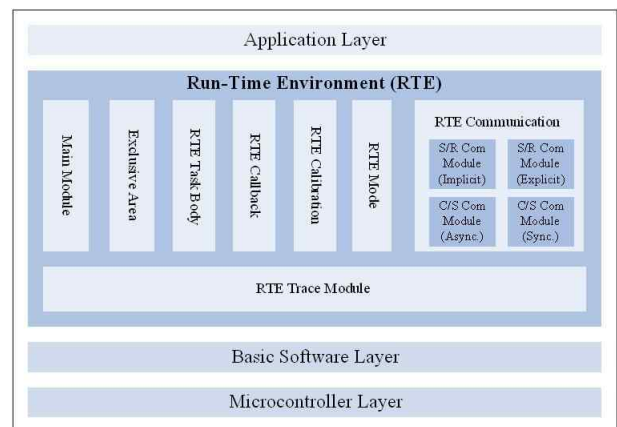 Application Layer
Run-Time Environment (RTE)
Main Module
Exclusive Area
RTE Task Body
RTE Callback
RTE Calibration
RTE Mode
RTE Communication
S/R Com
Module
(Implicit)
S/R Com
Module
(Explicit)
C/S Com
Module
(Async.)
C/S Com
Module
(Sync.)
RTE Trace Module
Basic Software Layer
Microcontroller Layer